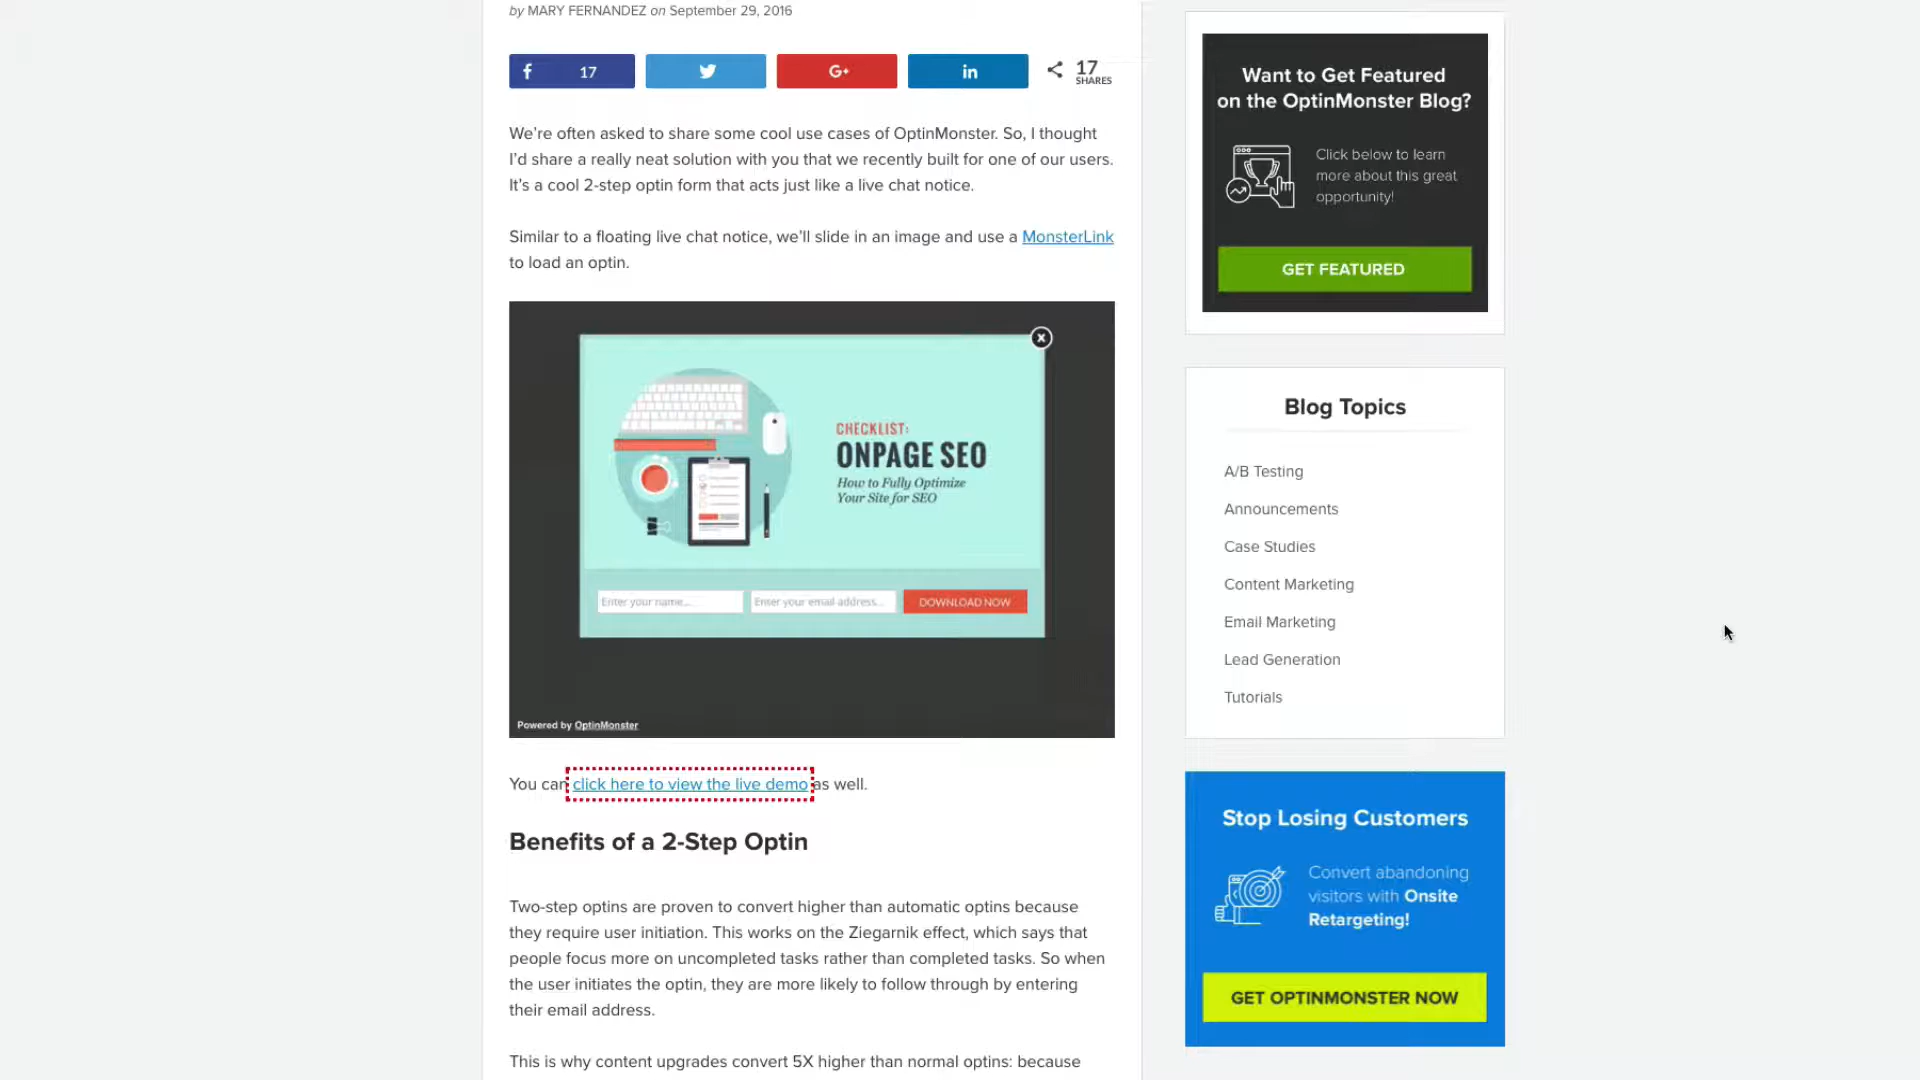 by MARY FERNANDEZ on September 29, 2016
17
G+
in
17
SHARES
We're often asked to share some cool use cases of OptinMonster. So, I thought
I'd share a really neat solution with you that we recently built for one of our users.
It's a cool 2-step optin form that acts just like a live chat notice.
Similar to a floating live chat notice, we'll slide in an image and use a MonsterLink
to load an optin.
X
CHECKLIST:
ONPAGE SEO
How to Fully Optimize
Your Site for SEO
Enter your name...
Enter your email address...
DOWNLOAD NOW
Powered by OptinMonster
You can click here to view the live demo as well.
Benefits of a 2-Step Optin
Two-step optins are proven to convert higher than automatic optins because
they require user initiation. This works on the Ziegarnik effect, which says that
people focus more on uncompleted tasks rather than completed tasks. So when
the user initiates the optin, they are more likely to follow through by entering
their email address.
This is why content upgrades convert 5X higher than normal optins: because
Want to Get Featured
on the OptinMonster Blog?
Click below to learn
more about this great
opportunity!
GET FEATURED
Blog Topics
A/B Testing
Announcements
Case Studies
Content Marketing
Email Marketing
Lead Generation
Tutorials
Stop Losing Customers
Convert abandoning
visitors with Onsite
Retargeting!
GET OPTINMONSTER NOW